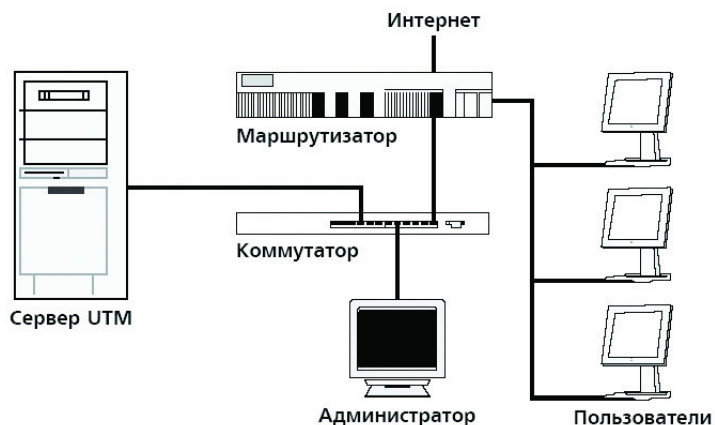 Интернет
Маршрутизатор
Коммутатор
Сервер UTM
Администратор
Пользователи